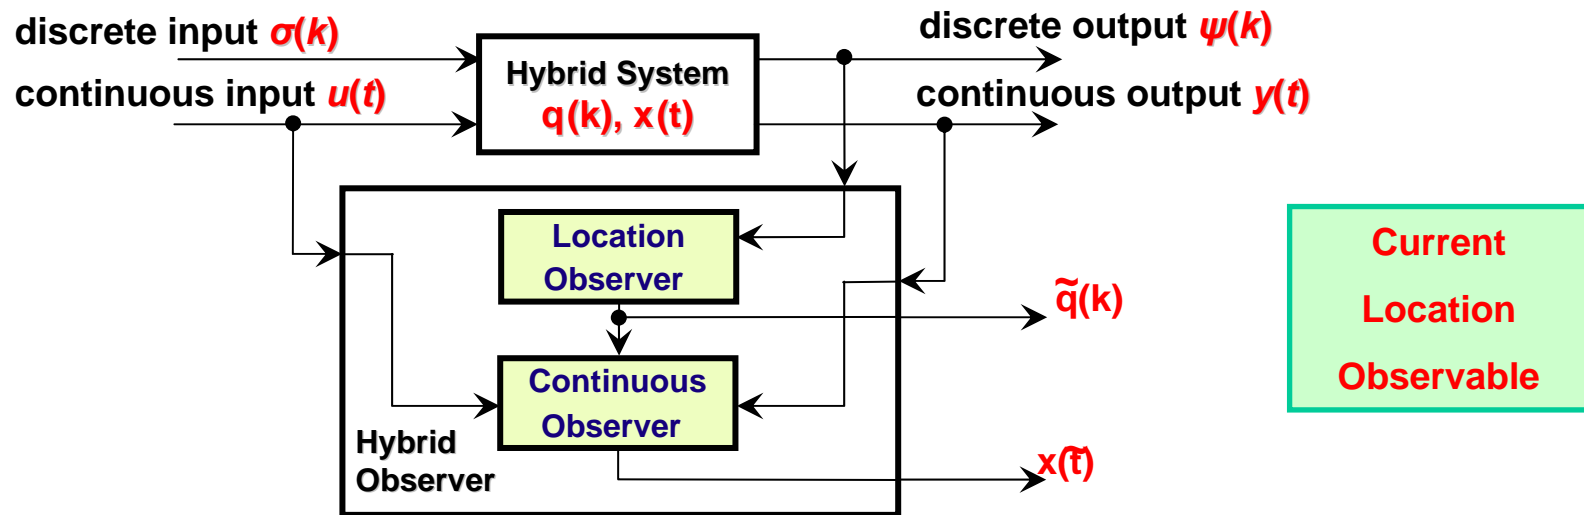 discrete input σ(k)
continuous input u(t)
Hybrid System
q(k), x(t)
discrete output ψ(k)
continuous output y(t)
Location
Observer
q̃(k)
Continuous
Observer
Hybrid
Observer
x(t̃)
Current
Location
Observable